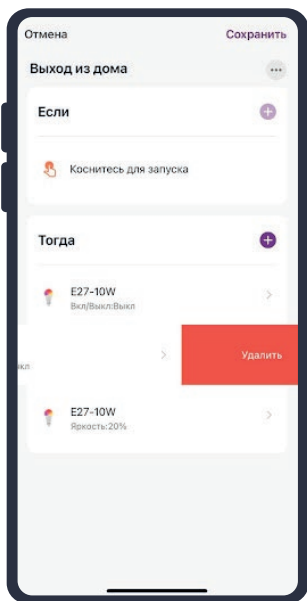 Отмена Сохранить
Выход из дома
Если
Коснитесь для запуска
Тогда
E27-10W
Вкл/Выкл:Выкл
Удалить
E27-10W
Яркость:20%